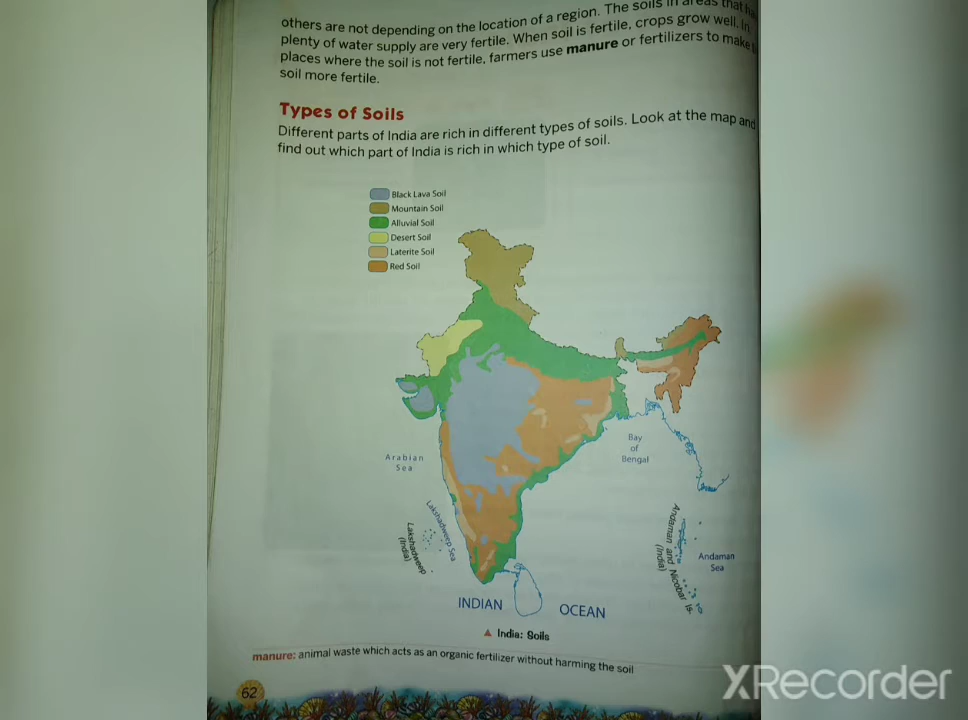 others are not depending on the location of a region. The soils in areas that
plenty of water supply are very fertile. When soil is fertile, crops grow well. In
places where the soil is not fertile, farmers use manure or fertilizers to make
soil more fertile.
Types of Soils
Different parts of India are rich in different types of soils. Look at the map and
find out which part of India is rich in which type of soil.
Black Lava Soil
Mountain Soil
Alluvial Soil
Desert Soil
Laterite Soil
Red Soil
Arabian
Sea
Bay
of
Bengal
Lakshadweep Sea
Lakshadweep
(India)
Andaman and Nicobar Is.
(India)
Andaman
Sea
INDIAN OCEAN
▲ India: Soils
manure: animal waste which acts as an organic fertilizer without harming the soil
62
XRecorder